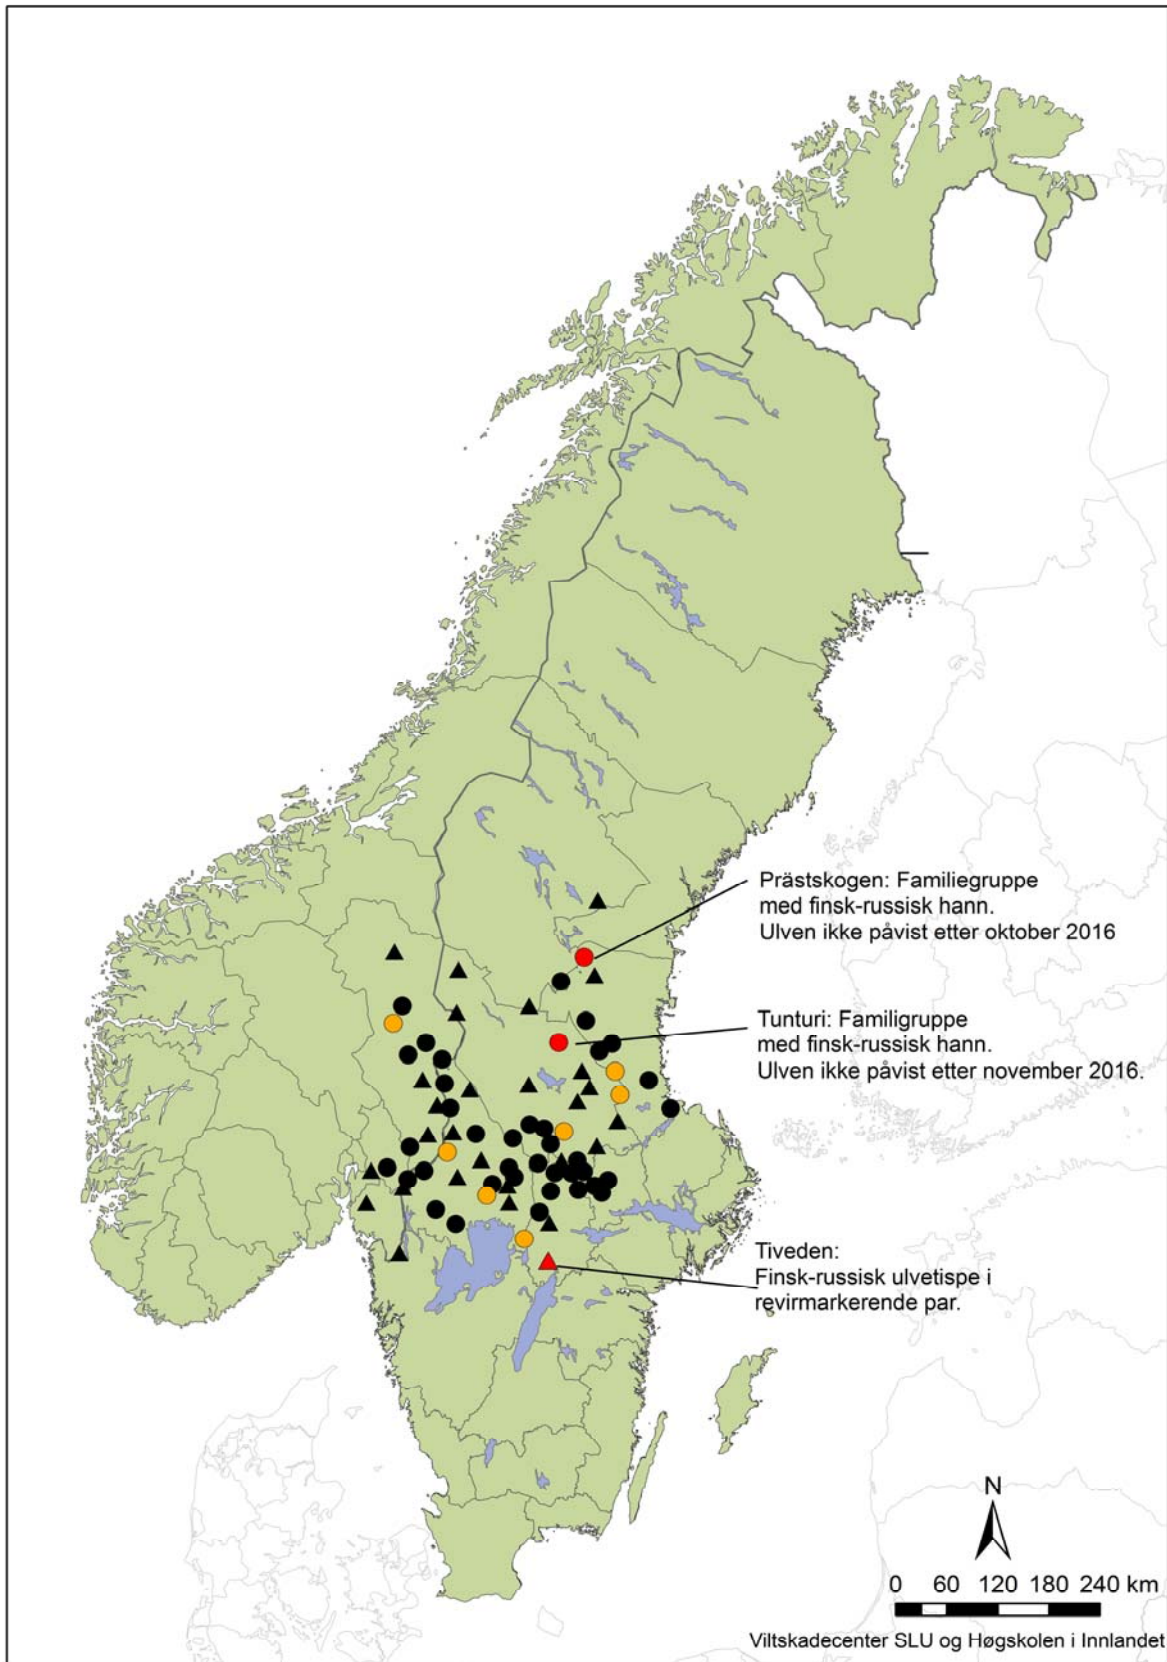 Prästskogen: Familiegruppe
med finsk-russisk hann.
Ulven ikke påvist etter oktober 2016
Tunturi: Familigruppe
med finsk-russisk hann.
Ulven ikke påvist etter november 2016.
Tiveden:
Finsk-russisk ulvetispe i
revirmarkerende par.
N
0 60 120 180 240 km
Viltskadecenter SLU og Høgskolen i Innlandet